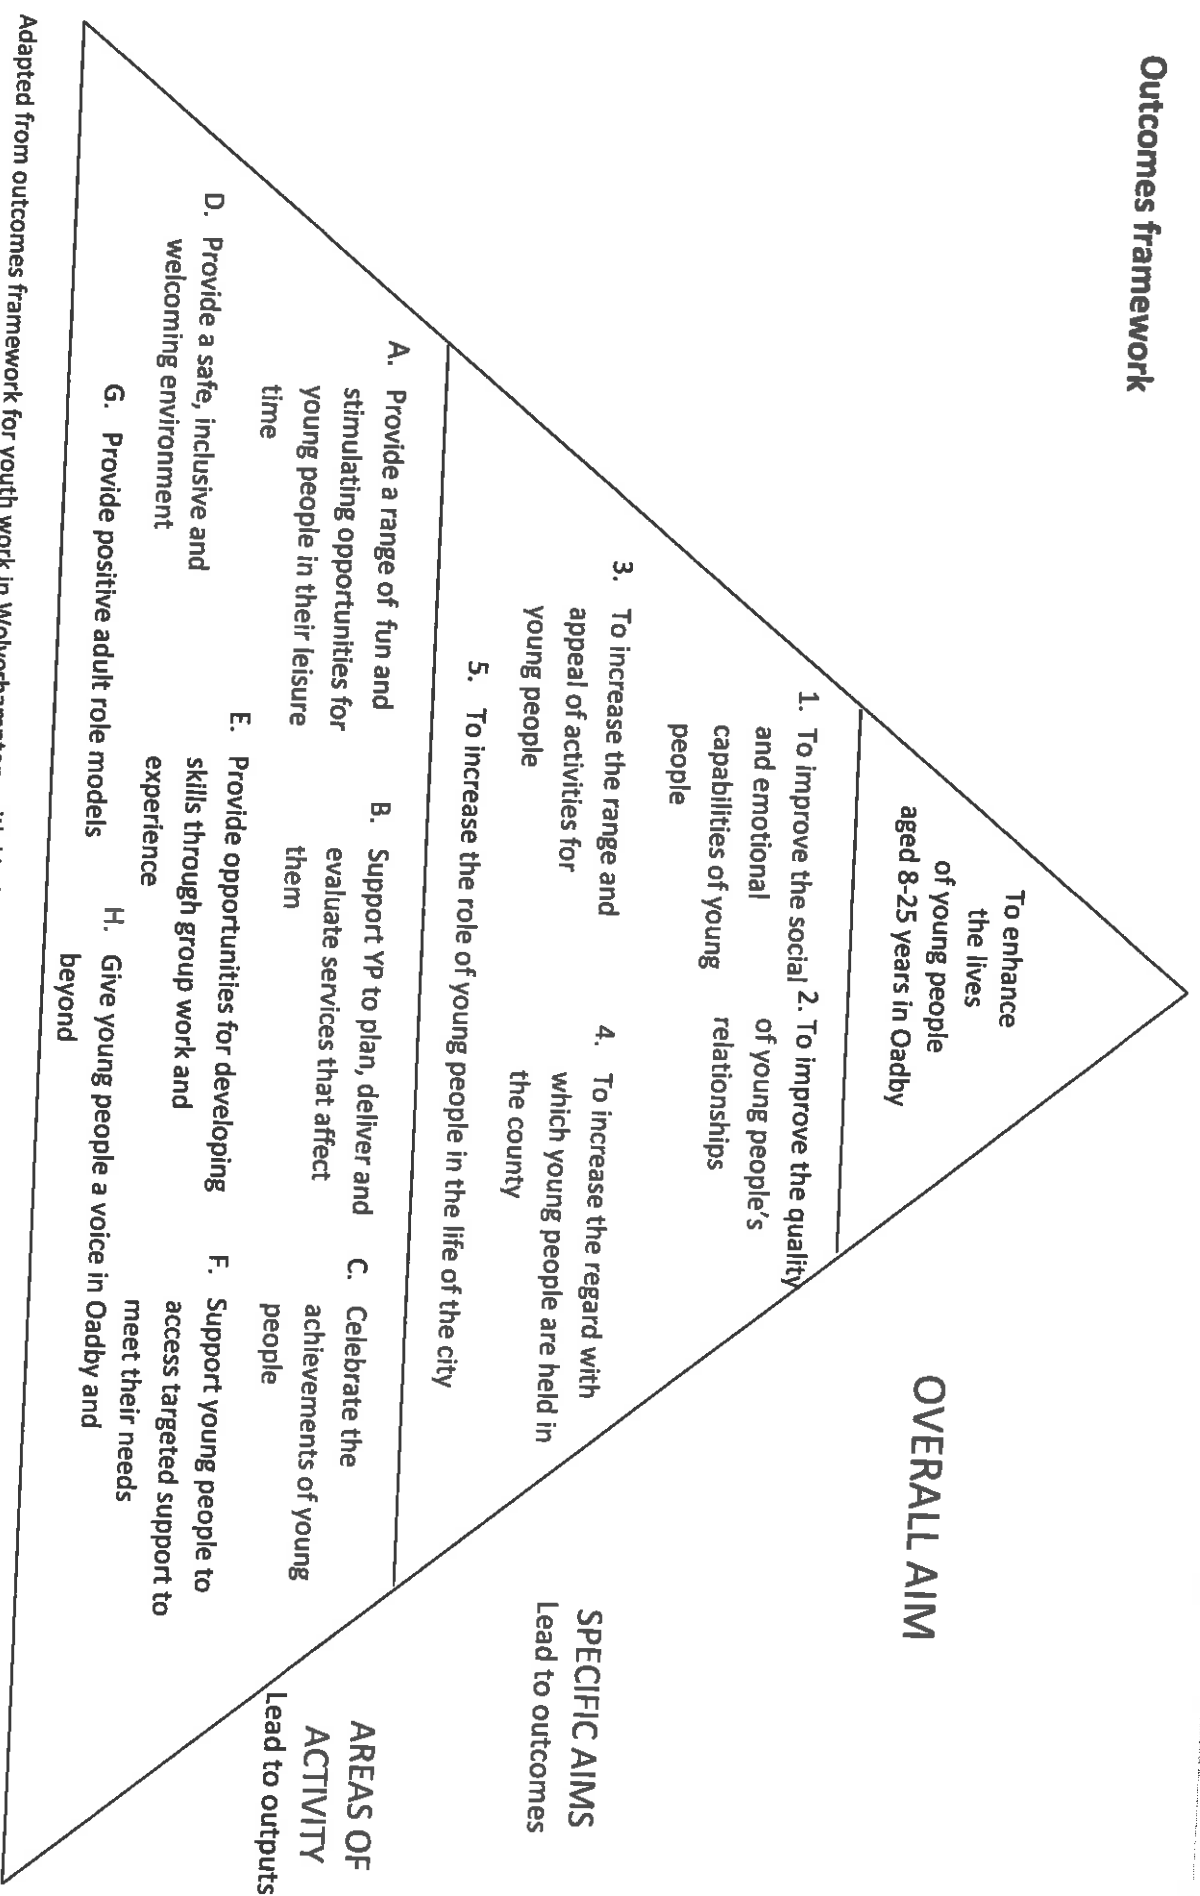 Outcomes framework
To enhance
the lives
of young people
aged 8-25 years in Oadby
OVERALL AIM
1. To improve the social
and emotional
capabilities of young
people
2. To improve the quality
of young people's
relationships
3. To increase the range and
appeal of activities for
young people
4. To increase the regard with
which young people are held in
the county
5. To increase the role of young people in the life of the city
SPECIFIC AIMS
Lead to outcomes
A. Provide a range of fun and
stimulating opportunities for
young people in their leisure
time
B. Support YP to plan, deliver and
evaluate services that affect
them
C. Celebrate the
achievements of young
people
D. Provide a safe, inclusive and
welcoming environment
E. Provide opportunities for developing
skills through group work and
experience
F. Support young people to
access targeted support to
meet their needs
G. Provide positive adult role models
H. Give young people a voice in Oadby and
beyond
AREAS OF
ACTIVITY
Lead to outputs
Adapted from outcomes framework for youth work in Wolverhampton